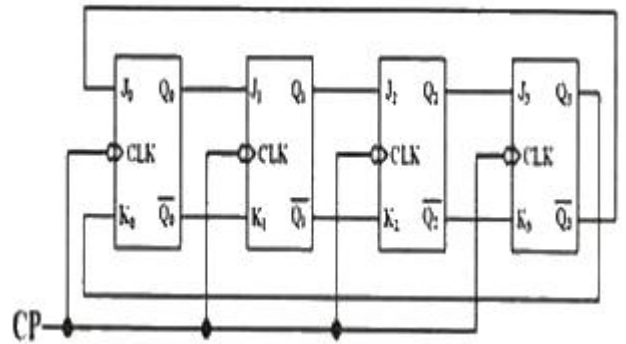 J₀ Q₀ J₁ Q₁ J₂ Q₂ J₃ Q₃
CLK CLK CLK CLK
K₀ Q̅₀ K₁ Q̅₁ K₂ Q̅₂ K₃ Q̅₃
CP